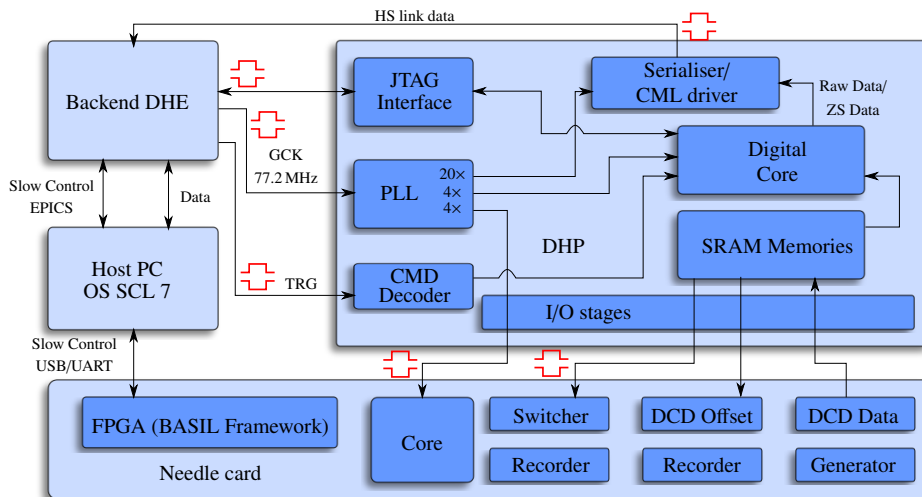 HS link data
Backend DHE
JTAG
Interface
Serialiser/
CML driver
Raw Data/
ZS Data
GCK
77.2 MHz
Digital
Core
PLL
20×
4×
4×
Slow Control
EPICS
Data
Host PC
OS SCL 7
TRG
CMD
Decoder
DHP
SRAM Memories
I/O stages
Slow Control
USB/UART
FPGA (BASIL Framework)
Needle card
Core
Switcher
DCD Offset
DCD Data
Recorder
Recorder
Generator